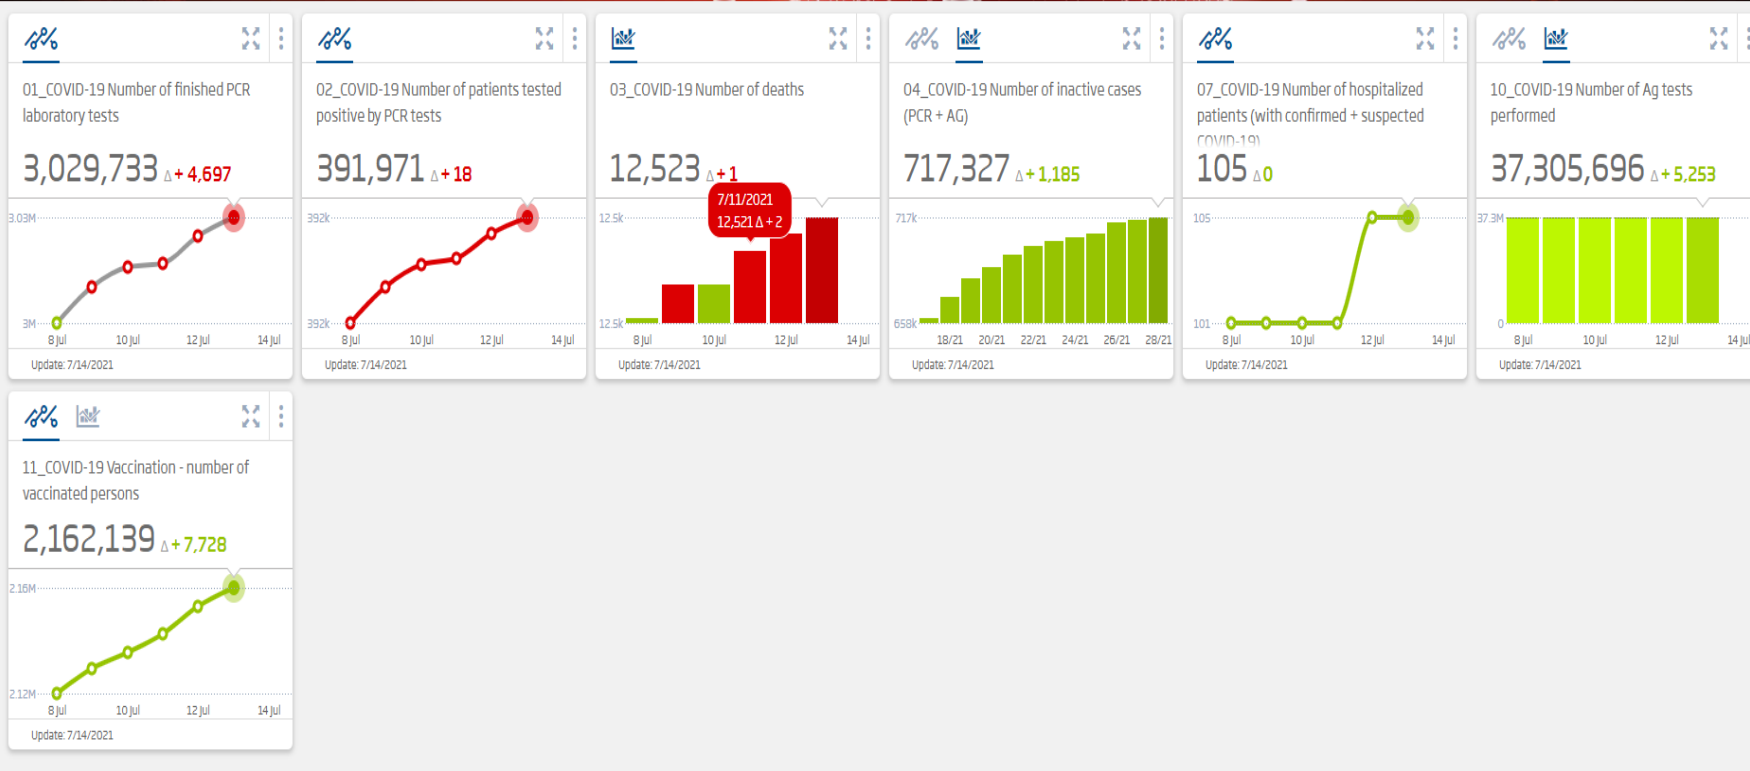 01_COVID-19 Number of finished PCR
laboratory tests
3,029,733 Δ + 4,697
3.03M
3M
8 Jul 10 Jul 12 Jul 14 Jul
Update: 7/14/2021
02_COVID-19 Number of patients tested
positive by PCR tests
391,971 Δ + 18
392k
392k
8 Jul 10 Jul 12 Jul 14 Jul
Update: 7/14/2021
03_COVID-19 Number of deaths
12,523 Δ + 1
7/11/2021
12,521 Δ + 2
12.5k
12.5k
8 Jul 10 Jul 12 Jul 14 Jul
Update: 7/14/2021
04_COVID-19 Number of inactive cases
(PCR + AG)
717,327 Δ + 1,185
717k
658k
18/21 20/21 22/21 24/21 26/21 28/21
Update: 7/14/2021
07_COVID-19 Number of hospitalized
patients (with confirmed + suspected
COVID-19)
105 Δ 0
105
101
8 Jul 10 Jul 12 Jul 14 Jul
Update: 7/14/2021
10_COVID-19 Number of Ag tests
performed
37,305,696 Δ + 5,253
37.3M
0
8 Jul 10 Jul 12 Jul 14 Jul
Update: 7/14/2021
11_COVID-19 Vaccination - number of
vaccinated persons
2,162,139 Δ + 7,728
2.16M
2.12M
8 Jul 10 Jul 12 Jul 14 Jul
Update: 7/14/2021